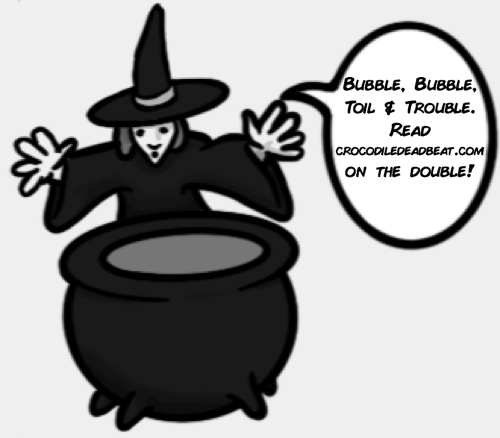 Bubble, Bubble,
Toil & Trouble.
Read
crocodiledeadbeat.com
on the double!